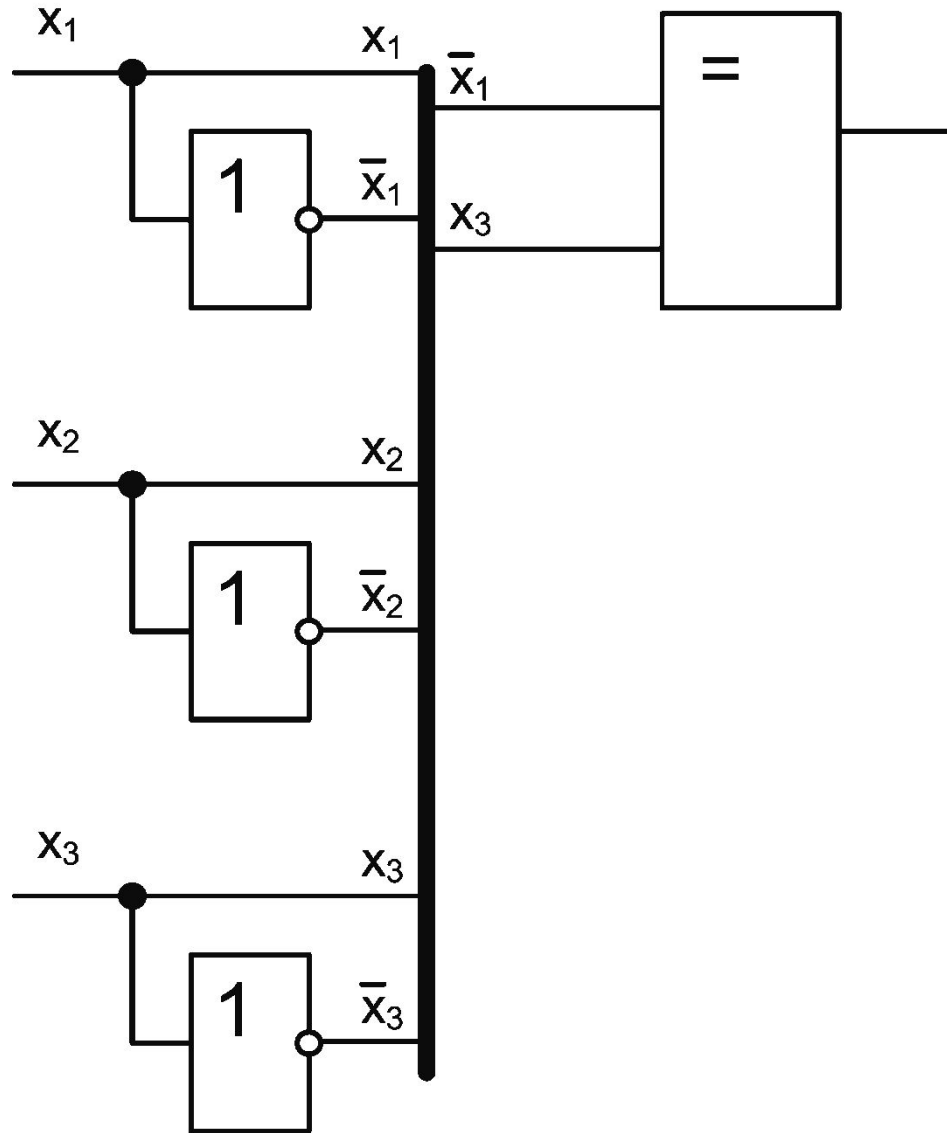 x₁
x₁
x̅₁
=
1
x̅₁
x₃
x₂
x₂
1
x̅₂
x₃
x₃
1
x̅₃